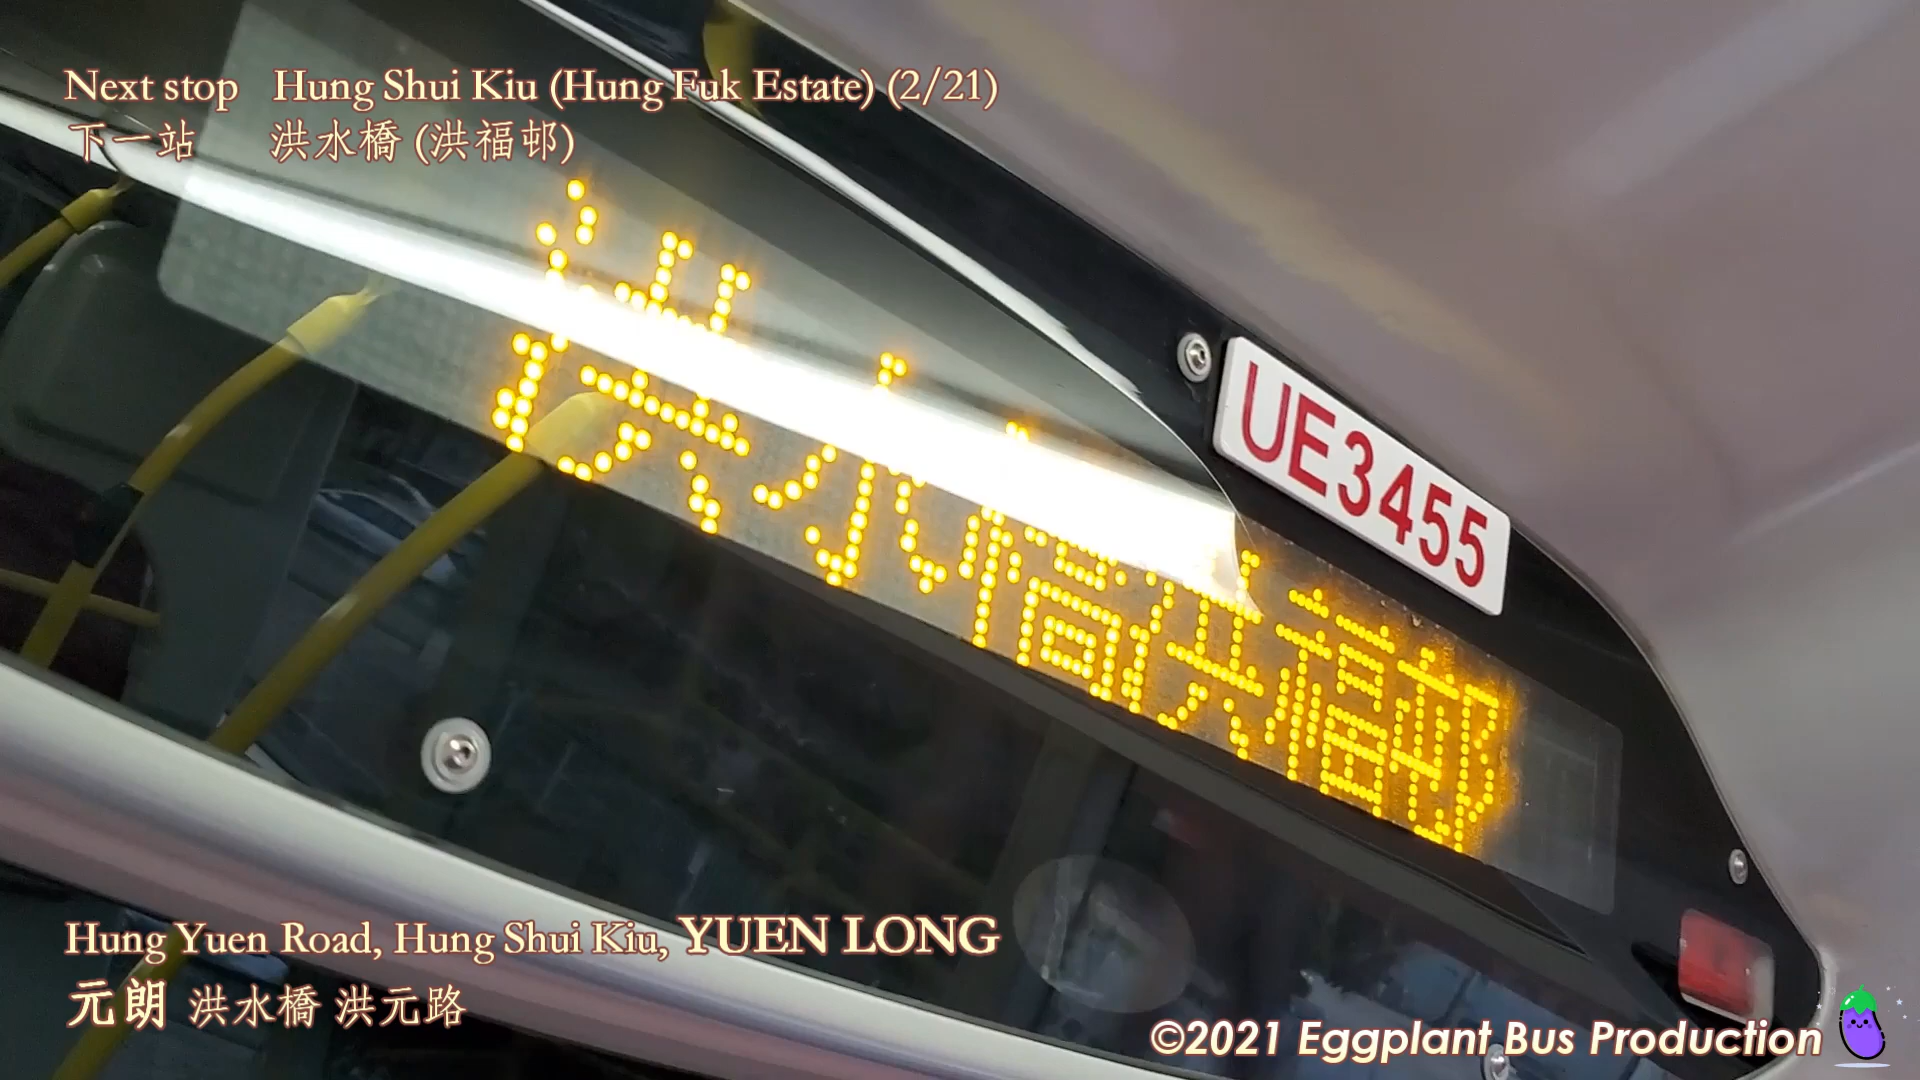 Next stop Hung Shui Kiu (Hung Fuk Estate) (2/21)
下一站 洪水橋 (洪福邨)
洪水橋洪福邨
UE3455
Hung Yuen Road, Hung Shui Kiu, YUEN LONG
元朗 洪水橋 洪元路
©2021 Eggplant Bus Production